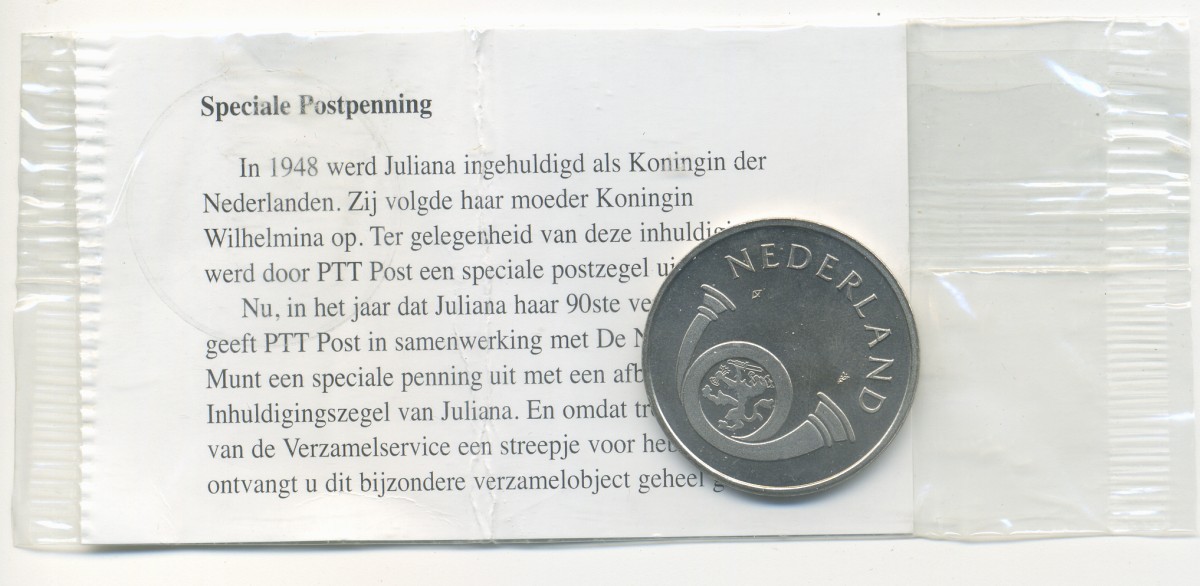 Speciale Postpenning
In 1948 werd Juliana ingehuldigd als Koningin der
Nederlanden. Zij volgde haar moeder Koningin
Wilhelmina op. Ter gelegenheid van deze
werd door PTT Post een speciale postzegel
Nu, in het jaar dat Juliana haar 90ste
geeft PTT Post in samenwerking met De
Munt een speciale penning uit met een
Inhuldigingszegel van Juliana. En omdat
van de Verzamelservice een streepje voor
ontvangt u dit bijzondere verzamelobject geheel
NEDERLAND